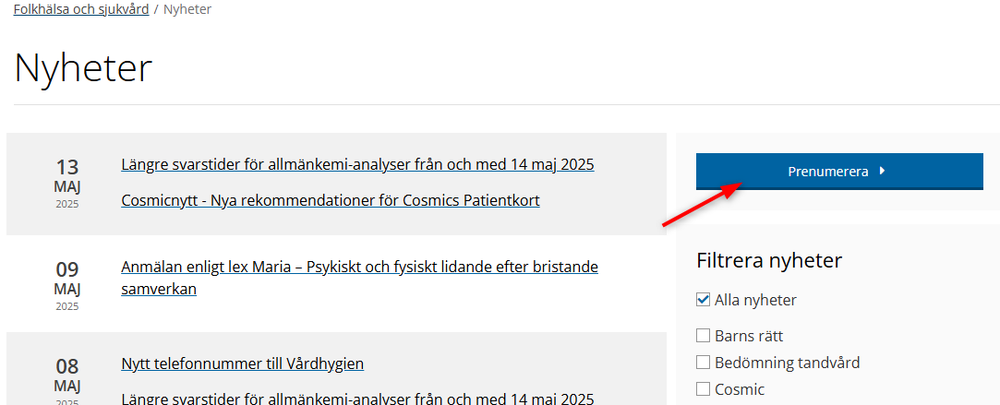 Folkhälsa och sjukvård / Nyheter
Nyheter
13
MAJ
2025
Längre svarstider för allmänkemi-analyser från och med 14 maj 2025
Cosmicnytt - Nya rekommendationer för Cosmics Patientkort
09
MAJ
2025
Anmälan enligt lex Maria – Psykiskt och fysiskt lidande efter bristande
samverkan
08
MAJ
2025
Nytt telefonnummer till Vårdhygien
Längre svarstider för allmänkemi-analyser från och med 14 maj 2025
Prenumerera
Filtrera nyheter
Alla nyheter
Barns rätt
Bedömning tandvård
Cosmic